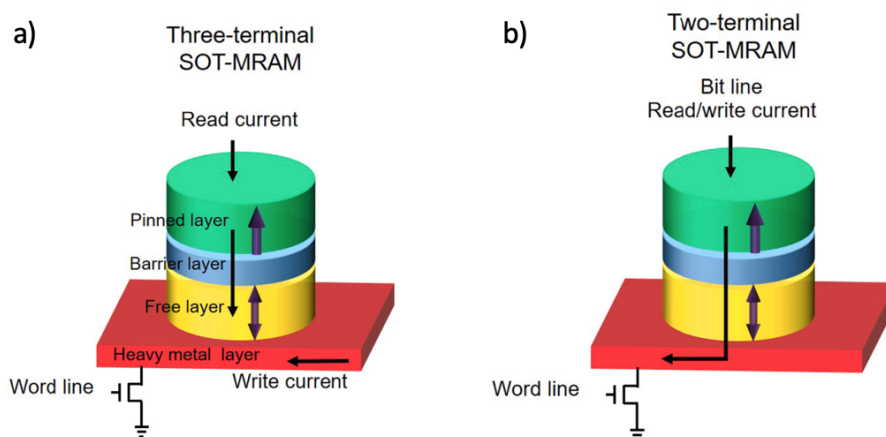 a)
Three-terminal
SOT-MRAM
Read current
Pinned layer
Barrier layer
Free layer
Heavy metal layer
Write current
Word line
b)
Two-terminal
SOT-MRAM
Bit line
Read/write current
Word line